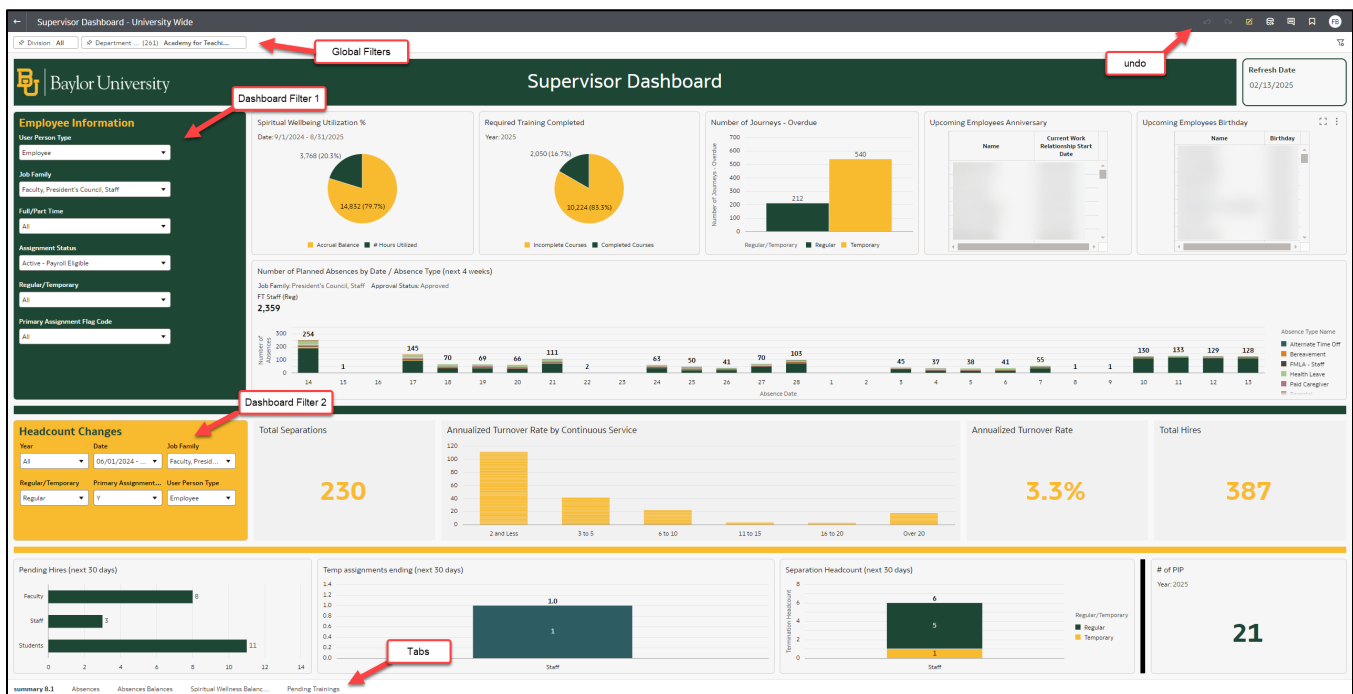 ← Supervisor Dashboard - University Wide
FB
Division : All
Department ... (261) Academy for Teachi...
Global Filters
undo
BU Baylor University
Supervisor Dashboard
Refresh Date
02/13/2025
Dashboard Filter 1
Employee Information
User Person Type
Employee
Job Family
Faculty, President's Council, Staff
Full/Part Time
All
Assignment Status
Active - Payroll Eligible
Regular/Temporary
All
Primary Assignment Flag Code
All
Spiritual Wellbeing Utilization %
Date: 9/1/2024 - 8/31/2025
3,768 (20.3%)
14,832 (79.7%)
Accrual Balance # Hours Utilized
Required Training Completed
Year: 2025
2,050 (16.7%)
10,224 (83.3%)
Incomplete Courses Completed Courses
Number of Journeys - Overdue
Number of Journeys - Overdue
700
600
500
400
300
200
100
0
212
540
Regular/Temporary Regular Temporary
Upcoming Employees Anniversary
Name
Current Work
Relationship Start
Date
Upcoming Employees Birthday
Name Birthday
Number of Planned Absences by Date / Absence Type (next 4 weeks)
Job Family: President's Council, Staff Approval Status: Approved
FT Staff (Reg)
2,359
Number of
Absences
300
200
100
0
254 1 145 70 69 66 111 2 63 50 41 70 103 45 37 38 41 55 1 1 130 133 129 128
14 15 16 17 18 19 20 21 22 23 24 25 26 27 28 1 2 3 4 5 6 7 8 9 10 11 12 13
Absence Date
Absence Type Name
Alternate Time Off
Bereavement
FMLA - Staff
Health Leave
Paid Caregiver
Dashboard Filter 2
Headcount Changes
Year Date Job Family
All 06/01/2024 - ... Faculty, Presid...
Regular/Temporary Primary Assignment... User Person Type
Regular Y Employee
Total Separations
230
Annualized Turnover Rate by Continuous Service
120
100
80
60
40
20
0
2 and Less 3 to 5 6 to 10 11 to 15 16 to 20 Over 20
Annualized Turnover Rate
3.3%
Total Hires
387
Pending Hires (next 30 days)
Faculty 8
Staff 3
Students 11
0 2 4 6 8 10 12 14
Temp assignments ending (next 30 days)
1.4
1.2
1.0
0.8
0.6
0.4
0.2
0.0
1.0
1
Staff
Separation Headcount (next 30 days)
Termination Headcount
8
6
4
2
0
6
5
1
Staff
Regular/Temporary
Regular
Temporary
# of PIP
Year: 2025
21
Tabs
summary 8.1 Absences Absences Balances Spiritual Wellness Balanc... Pending Trainings